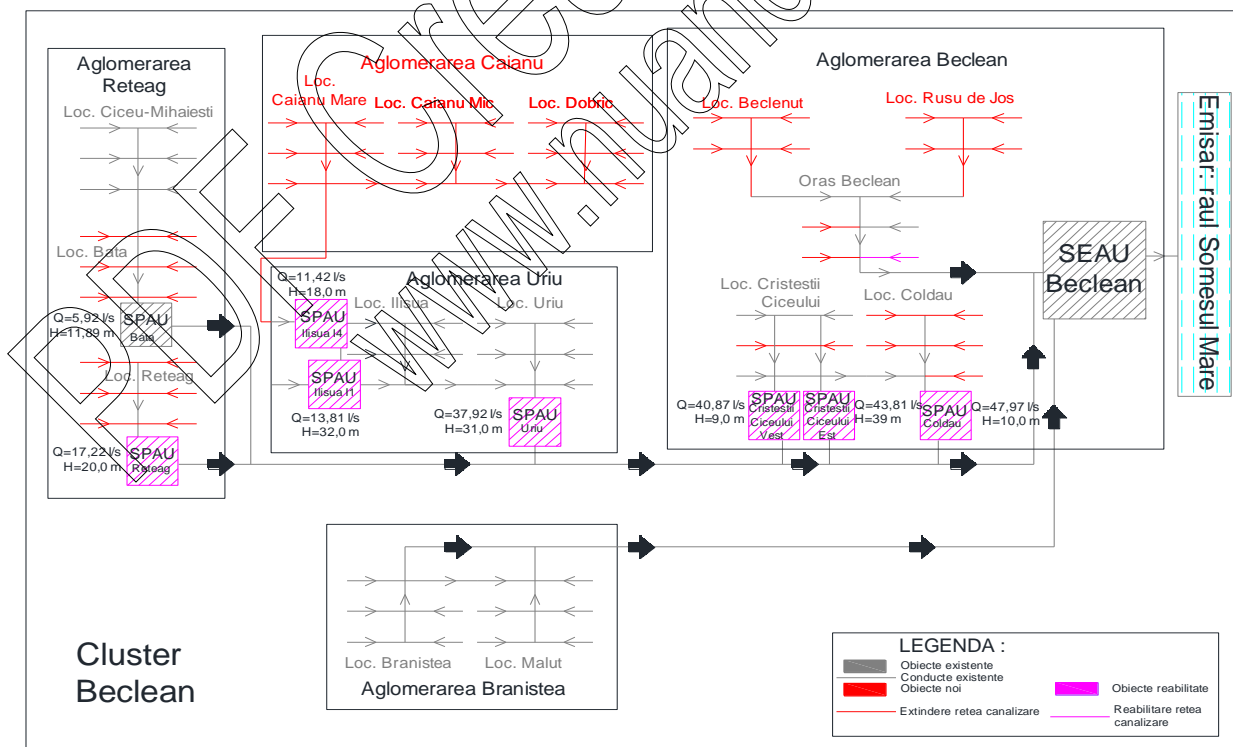 Aglomerarea
Reteag
Loc. Ciceu-Mihaiesti
Loc. Bata
Q=5,92 l/s
H=11,89 m
SPAU
Bata
Loc. Reteag
Q=17,22 l/s
H=20,0 m
SPAU
Reteag
Aglomerarea Caianu
Loc.
Caianu Mare
Loc. Caianu Mic
Loc. Dobric
Aglomerarea Uriu
Q=11,42 l/s
H=18,0 m
Loc. Ilisua
Loc. Uriu
SPAU
Ilisua I4
SPAU
Ilisua I1
Q=13,81 l/s
H=32,0 m
Q=37,92 l/s
H=31,0 m
SPAU
Uriu
Aglomerarea Beclean
Loc. Beclenut
Loc. Rusu de Jos
Oras Beclean
Loc. Cristestii
Ciceului
Loc. Coldau
Q=40,87 l/s
H=9,0 m
SPAU
Cristestii
Ciceului
Vest
SPAU
Cristestii
Ciceului
Est
Q=43,81 l/s
H=39 m
SPAU
Coldau
Q=47,97 l/s
H=10,0 m
SEAU
Beclean
Emisar: raul Somesul Mare
Loc. Branistea
Loc. Malut
Aglomerarea Branistea
Cluster
Beclean
LEGENDA :
Obiecte existente
Conducte existente
Obiecte noi
Obiecte reabilitate
Extindere retea canalizare
Reabilitare retea
canalizare
www.nuan